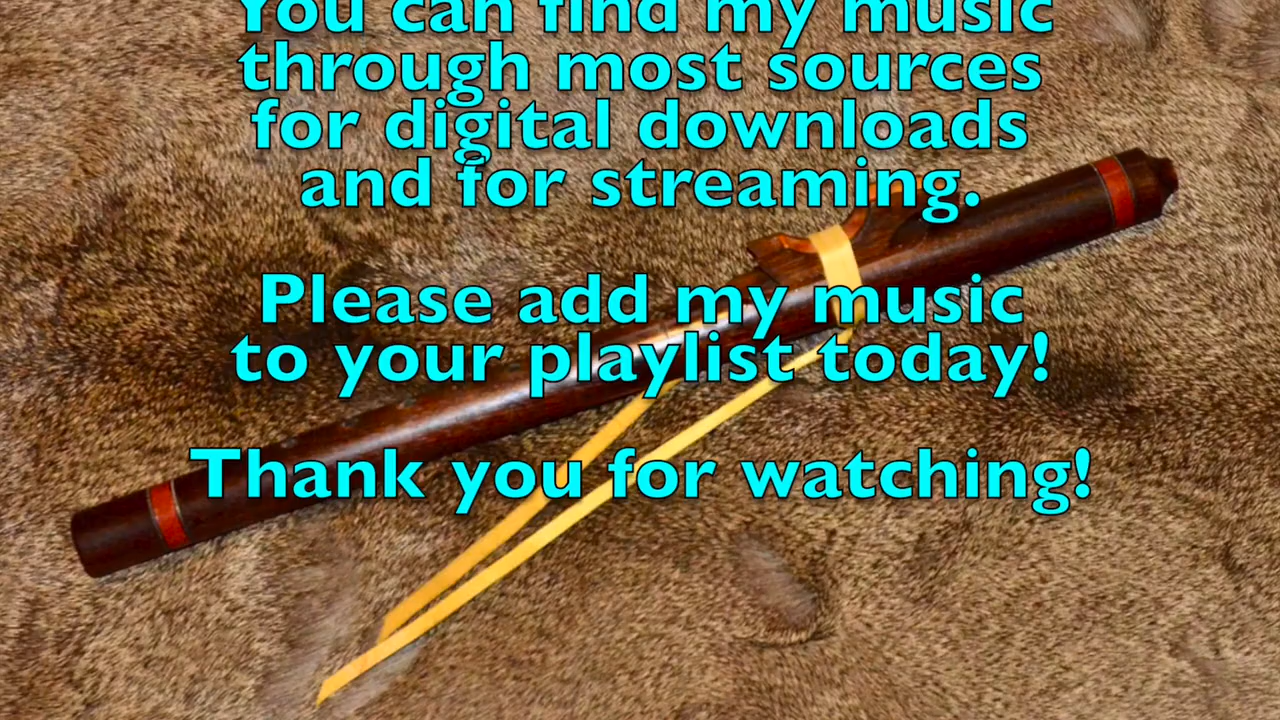 You can find my music
through most sources
for digital downloads
and for streaming.
Please add my music
to your playlist today!
Thank you for watching!